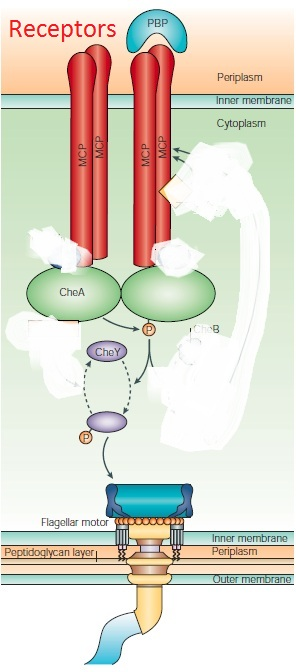 Receptors
PBP
Periplasm
Inner membrane
Cytoplasm
MCP
MCP
MCP
MCP
CheA
P
CheB
CheY
P
Flagellar motor
Inner membrane
Peptidoglycan layer
Periplasm
Outer membrane